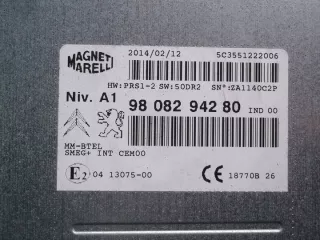 MAGNETI MARELLI
2014/02/12 5C3551222006
HW:PRS1-2 SW:50DR2 SN°:ZA1140C2P
Niv. A1
98 082 942 80 IND 00
MM-BTEL
SMEG+ INT CEM00
E2 04 13075-00 CE 18770B 26